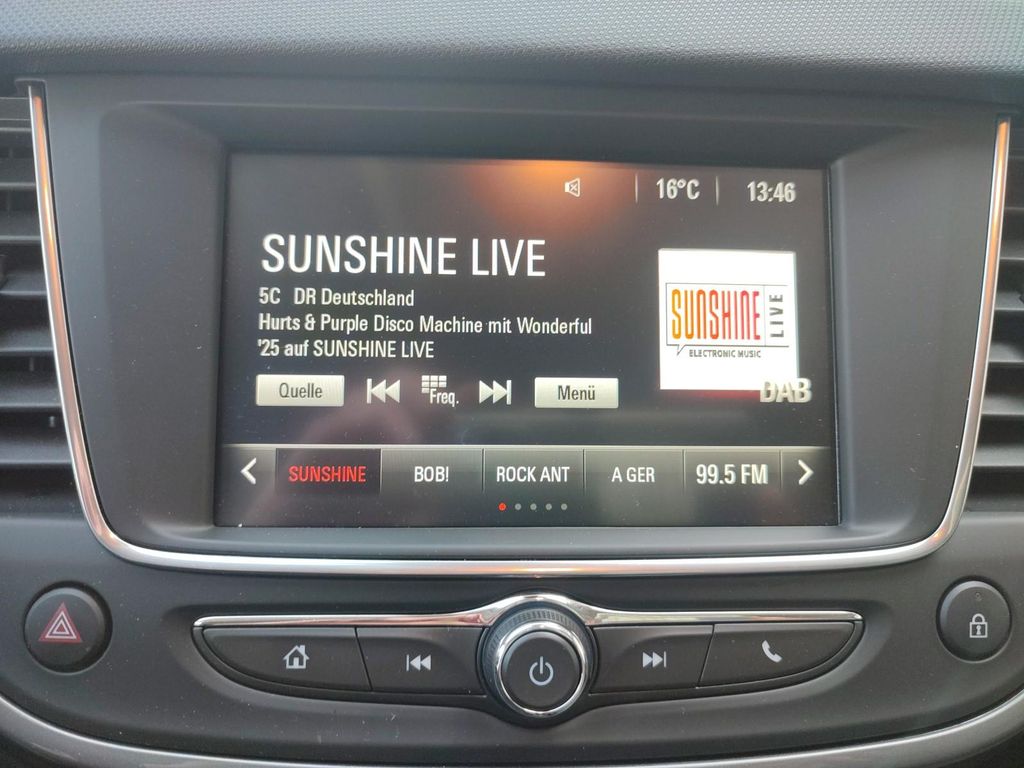 16°C 13:46
SUNSHINE LIVE
5C DR Deutschland
Hurts & Purple Disco Machine mit Wonderful
'25 auf SUNSHINE LIVE
SUNSHINE LIVE
ELECTRONIC MUSIC
DAB
Quelle Freq. Menü
SUNSHINE BOB! ROCK ANT A GER 99.5 FM